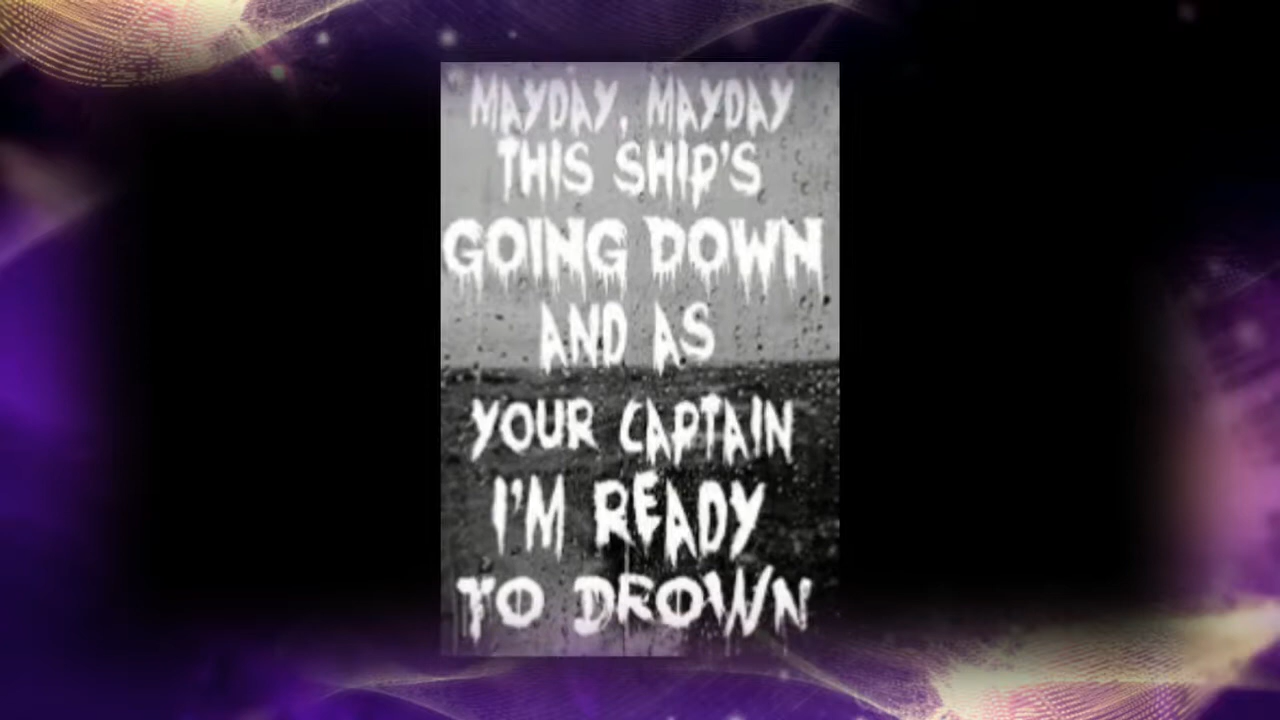 MAYDAY, MAYDAY
THIS SHIP'S
GOING DOWN
AND AS
YOUR CAPTAIN
I'M READY
TO DROWN